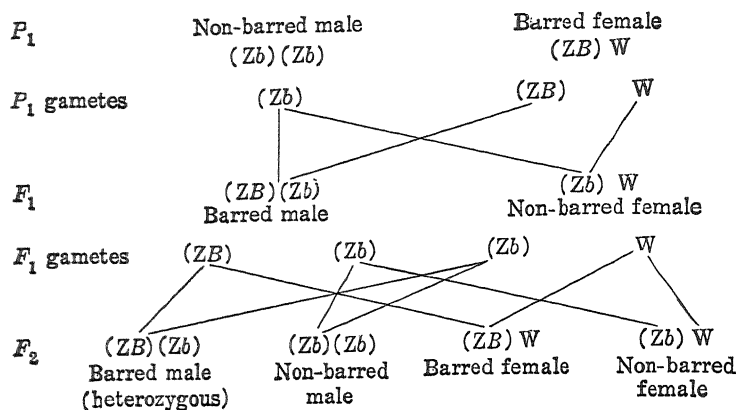 P₁ Non-barred male Barred female
(Zb)(Zb) (ZB) W
P₁ gametes (Zb) (ZB) W
F₁ (ZB)(Zb) (Zb) W
Barred male Non-barred female
F₁ gametes (ZB) (Zb) (Zb) W
F₂ (ZB)(Zb) (Zb)(Zb) (ZB) W (Zb) W
Barred male Non-barred Barred female Non-barred
(heterozygous) male female